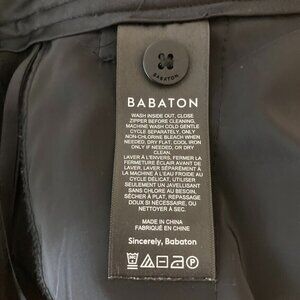 BABATON
BABATON
WASH INSIDE OUT, CLOSE
ZIPPER BEFORE CLEANING,
MACHINE WASH COLD GENTLE
CYCLE SEPARATELY, ONLY
NON-CHLORINE BLEACH WHEN
NEEDED, DRY FLAT, COOL IRON
ONLY IF NEEDED, OR DRY
CLEAN.
LAVER À L'ENVERS, FERMER LA
FERMETURE ÉCLAIR AVANT DE
LAVER, LAVER SÉPARÉMENT À
LA MACHINE À L'EAU FROIDE AU
CYCLE DÉLICAT, UTILISER
SEULEMENT UN JAVELLISANT
SANS CHLORE AU BESOIN,
SÉCHER À PLAT, REPASSAGE
DOUX SI NÉCESSAIRE, OU
NETTOYER À SEC.
MADE IN CHINA
FABRIQUÉ EN CHINE
Sincerely, Babaton
P